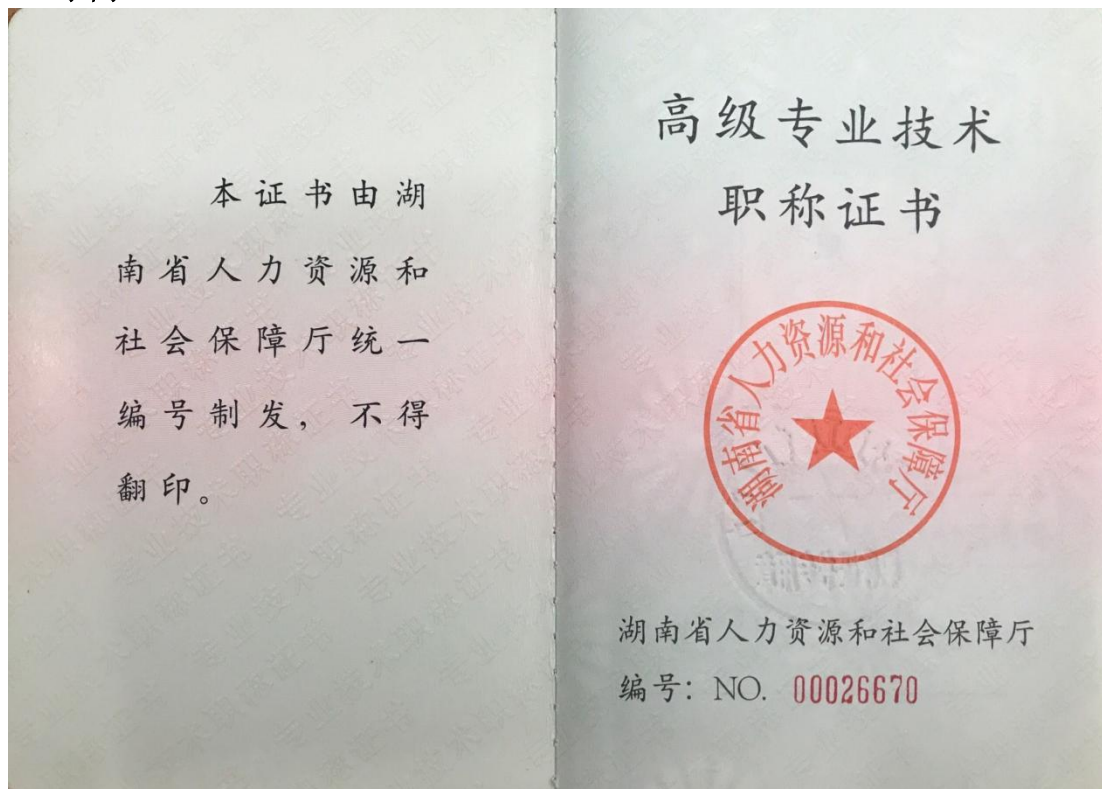 本证书由湖
南省人力资源和
社会保障厅统一
编号制发，不得
翻印。
高级专业技术
职称证书
湖南省人力资源和社会保障厅
湖南省人力资源和社会保障厅
编号：NO. 00026670